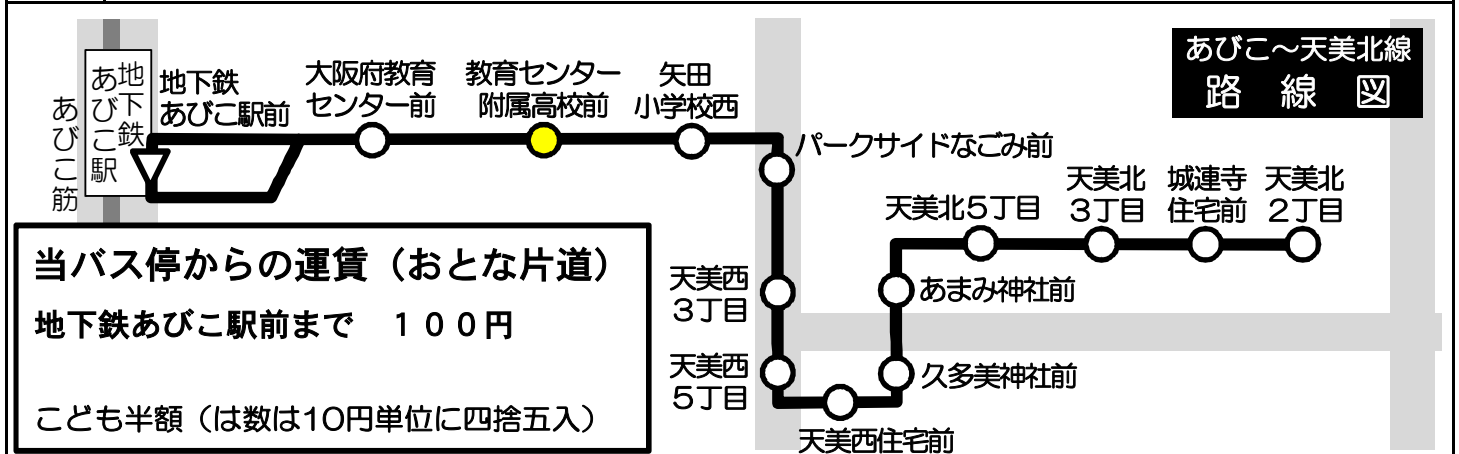 あびこ～天美北線
路線図
あびこ筋
地下鉄
あびこ駅
地下鉄
あびこ駅前
大阪府教育
センター前
教育センター
附属高校前
矢田
小学校西
パークサイドなごみ前
天美西
３丁目
天美西
５丁目
天美西住宅前
久多美神社前
あまみ神社前
天美北５丁目
天美北
３丁目
城連寺
住宅前
天美北
２丁目
当バス停からの運賃（おとな片道）
地下鉄あびこ駅前まで　１００円
こども半額（は数は10円単位に四捨五入）